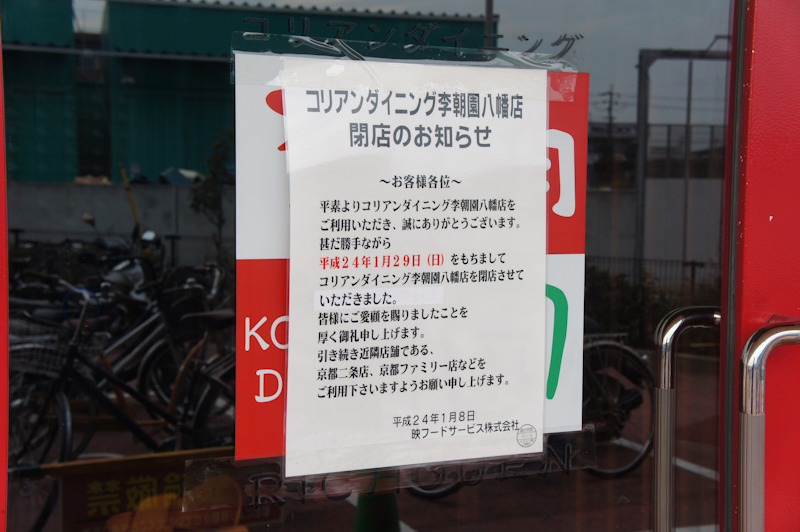 コリアンダイニング
コリアンダイニング李朝園八幡店
閉店のお知らせ
～お客様各位～
平素よりコリアンダイニング李朝園八幡店を
ご利用いただき、誠にありがとうございます。
甚だ勝手ながら
平成24年1月29日（日）をもちまして
コリアンダイニング李朝園八幡店を閉店させて
いただきました。
皆様にご愛顧を賜りましたことを
厚く御礼申し上げます。
引き続き近隣店舗である、
京都二条店、京都ファミリー店などを
ご利用下さいますようお願い申し上げます。
平成24年1月8日
映フードサービス株式会社
KO
D